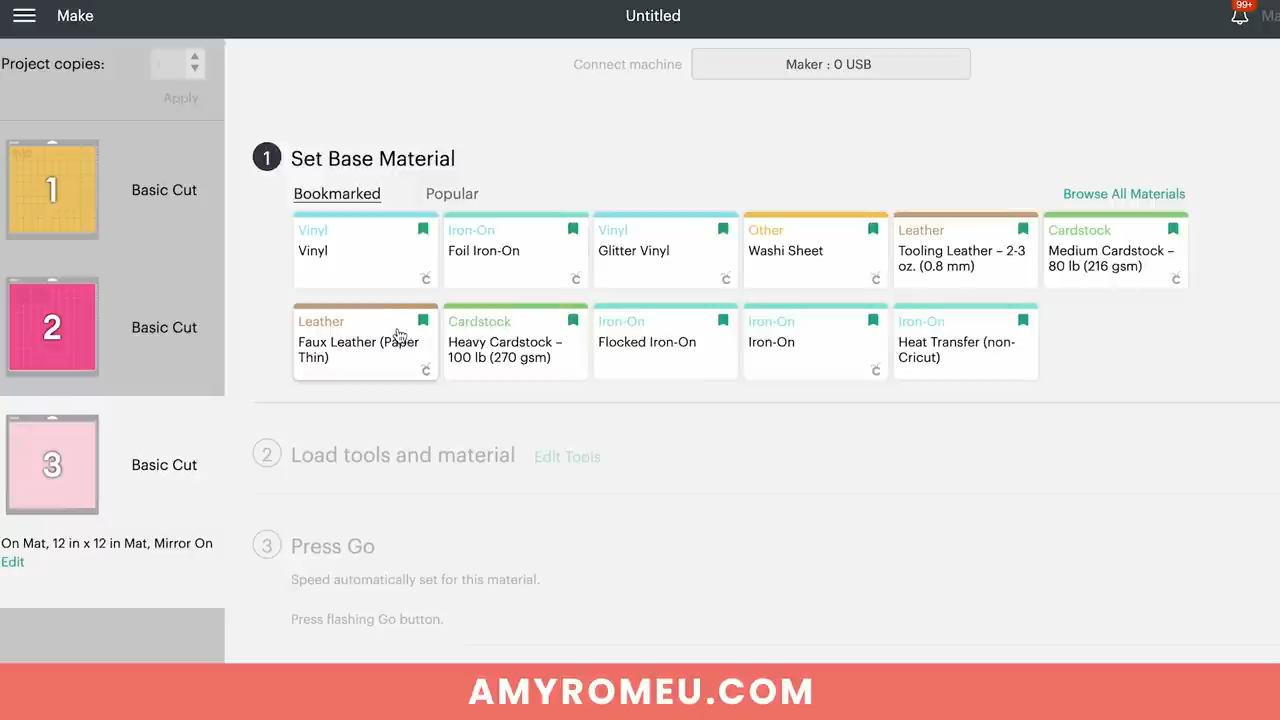 Make
Untitled
99+
Ma
Project copies:
Apply
Connect machine
Maker : 0 USB
1
Basic Cut
2
Basic Cut
3
Basic Cut
On Mat, 12 in x 12 in Mat, Mirror On
Edit
1 Set Base Material
Bookmarked
Popular
Browse All Materials
Vinyl
Vinyl
Iron-On
Foil Iron-On
Vinyl
Glitter Vinyl
Other
Washi Sheet
Leather
Tooling Leather – 2-3
oz. (0.8 mm)
Cardstock
Medium Cardstock –
80 lb (216 gsm)
Leather
Faux Leather (Paper
Thin)
Cardstock
Heavy Cardstock –
100 lb (270 gsm)
Iron-On
Flocked Iron-On
Iron-On
Iron-On
Iron-On
Heat Transfer (non-
Cricut)
2 Load tools and material
Edit Tools
3 Press Go
Speed automatically set for this material.
Press flashing Go button.
AMYROMEU.COM